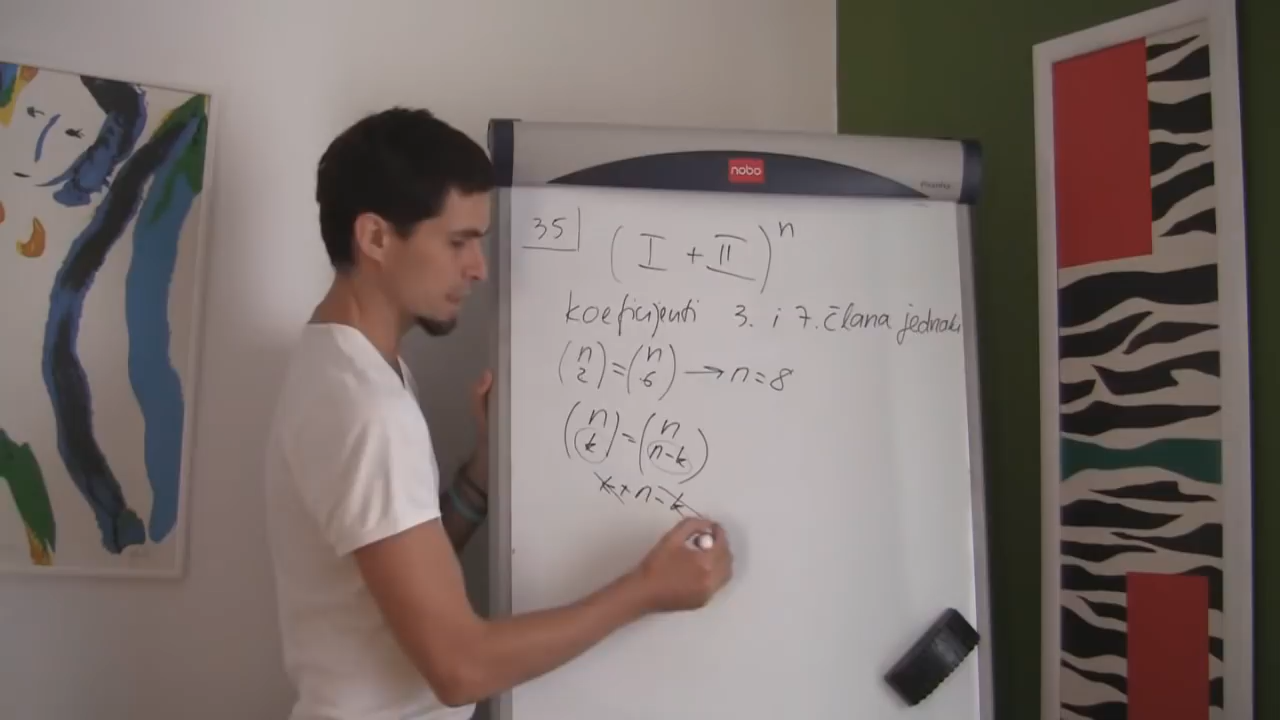 nobo
35
(I + II)^n
koeficijenti 3. i 7. člana jednaki
(n 2) = (n 6) → n = 8
(n k) = (n n-k)
k + n - k